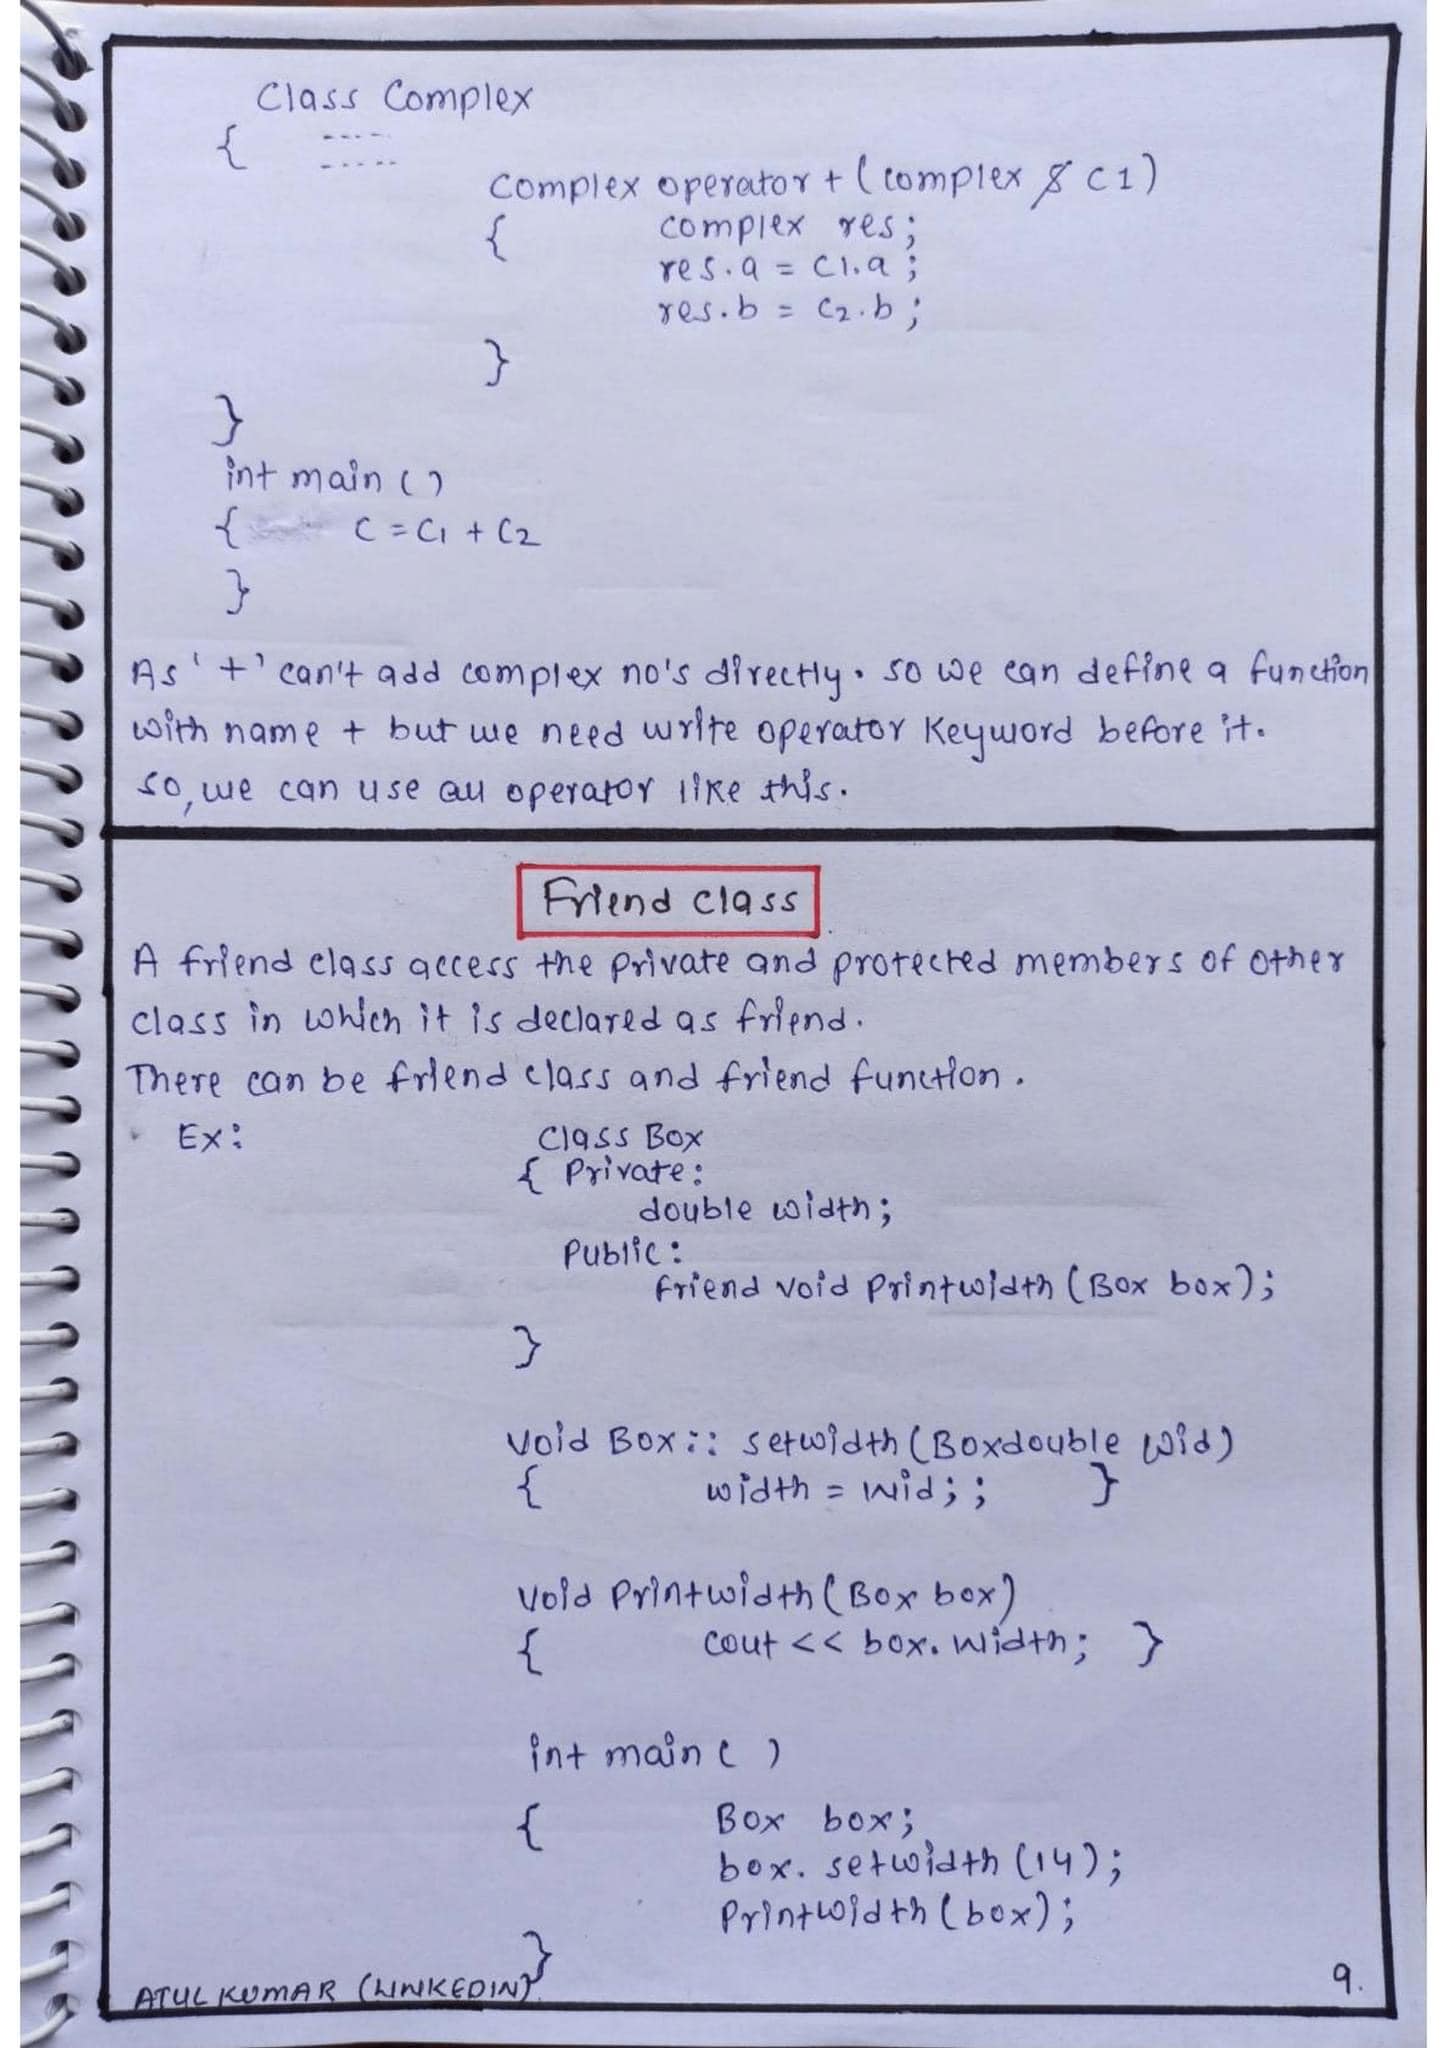 Class Complex
{ -----
-----
Complex operator + (complex & C1)
{ complex res;
res.a = C1.a;
res.b = C2.b;
}
}
int main ()
{ C = C1 + C2
}
As '+' can't add complex no's directly. so we can define a function
with name + but we need write operator Keyword before it.
so, we can use all operator like this.
Friend class
A friend class access the private and protected members of other
class in which it is declared as friend.
There can be friend class and friend function.
Ex: Class Box
{ Private:
double width;
Public:
friend void Printwidth (Box box);
}
Void Box :: setwidth (Boxdouble wid)
{ width = wid;; }
Void Printwidth (Box box)
{ cout << box. width; }
int main ( )
{ Box box;
box. setwidth (14);
Printwidth (box);
}
ATUL KUMAR (LINKEDIN).
9.